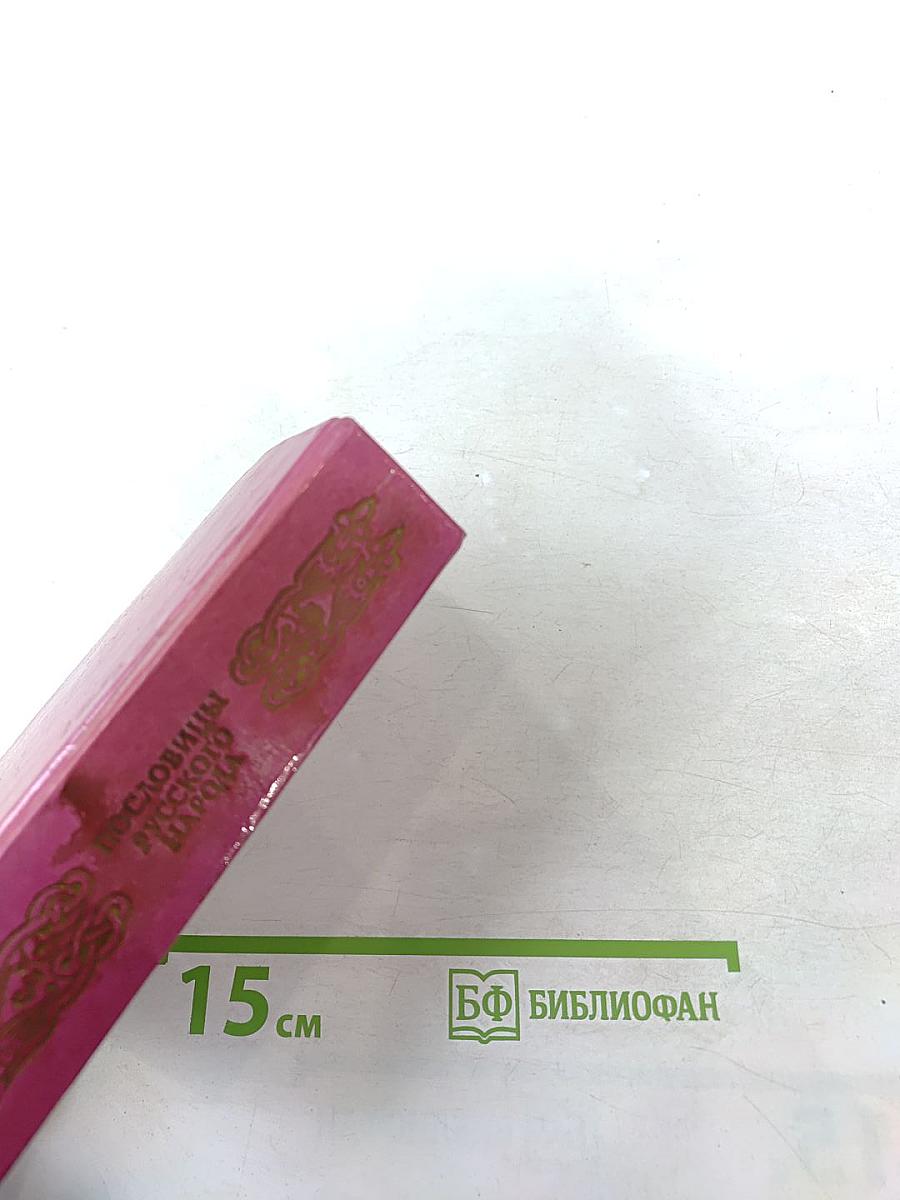 ПОСЛОВИЦЫ
РУССКОГО
НАРОДА
15 см
БФ БИБЛИОФАН